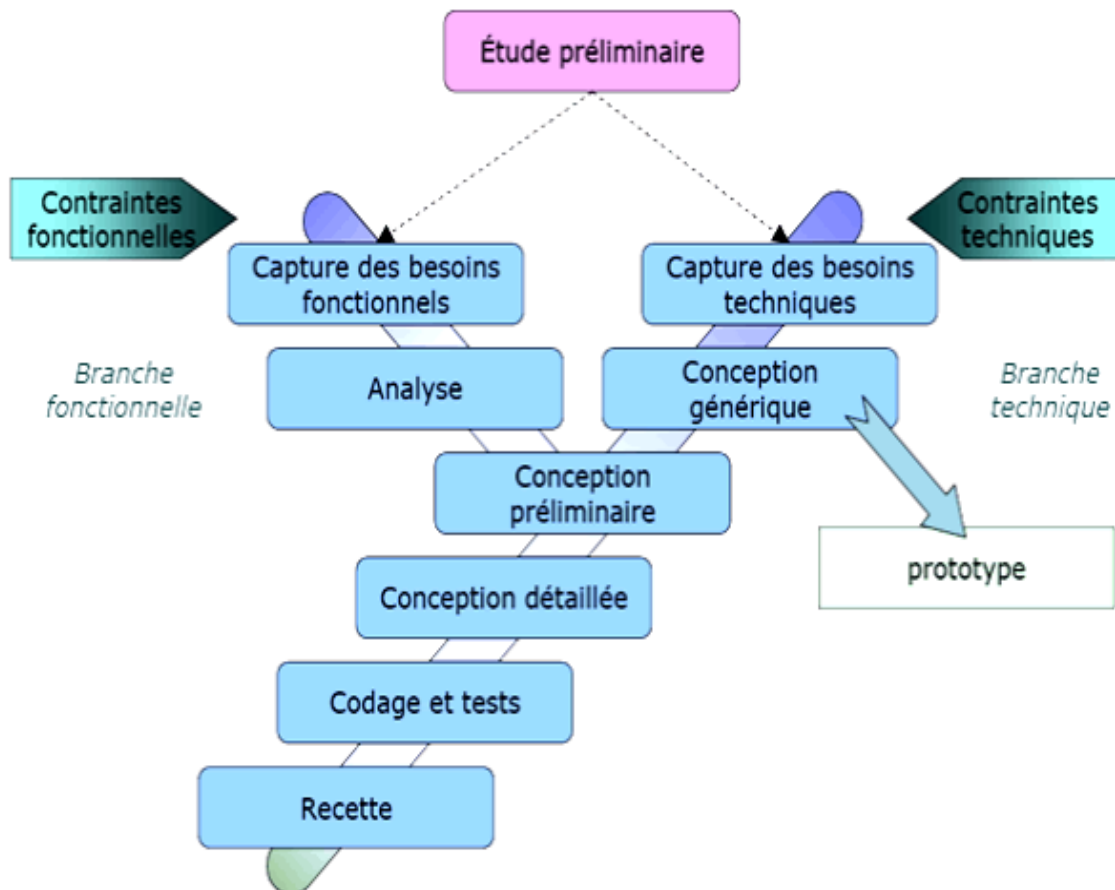 Étude préliminaire
Contraintes
fonctionnelles
Contraintes
techniques
Capture des besoins
fonctionnels
Capture des besoins
techniques
Branche
fonctionnelle
Analyse
Conception
générique
Branche
technique
Conception
préliminaire
prototype
Conception détaillée
Codage et tests
Recette